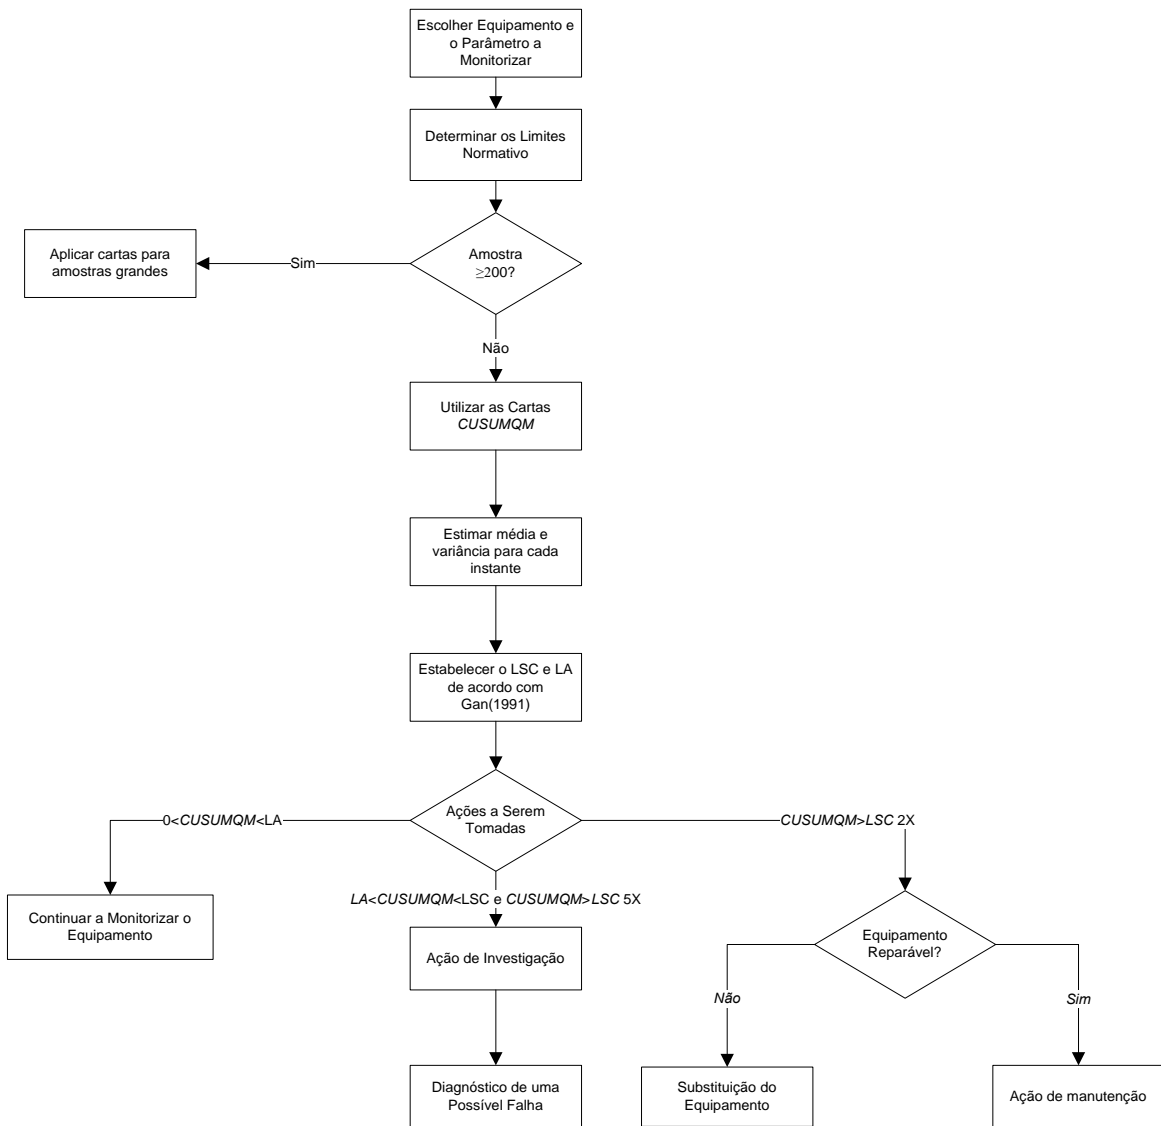 Escolher Equipamento e
o Parâmetro a
Monitorizar
Determinar os Limites
Normativo
Amostra
≥200?
Sim
Aplicar cartas para
amostras grandes
Não
Utilizar as Cartas
CUSUMQM
Estimar média e
variância para cada
instante
Estabelecer o LSC e LA
de acordo com
Gan(1991)
Ações a Serem
Tomadas
0<CUSUMQM<LA
CUSUMQM>LSC 2X
LA<CUSUMQM<LSC e CUSUMQM>LSC 5X
Continuar a Monitorizar o
Equipamento
Ação de Investigação
Equipamento
Reparável?
Não
Sim
Diagnóstico de uma
Possível Falha
Substituição do
Equipamento
Ação de manutenção